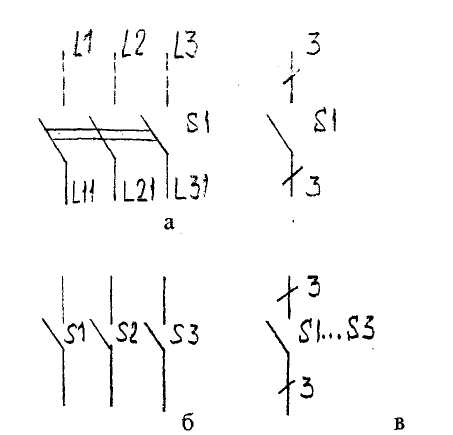 L1 L2 L3 3
S1 S1
L11 L21 L31 3
а
3
S1 S2 S3 S1...S3
3
б в